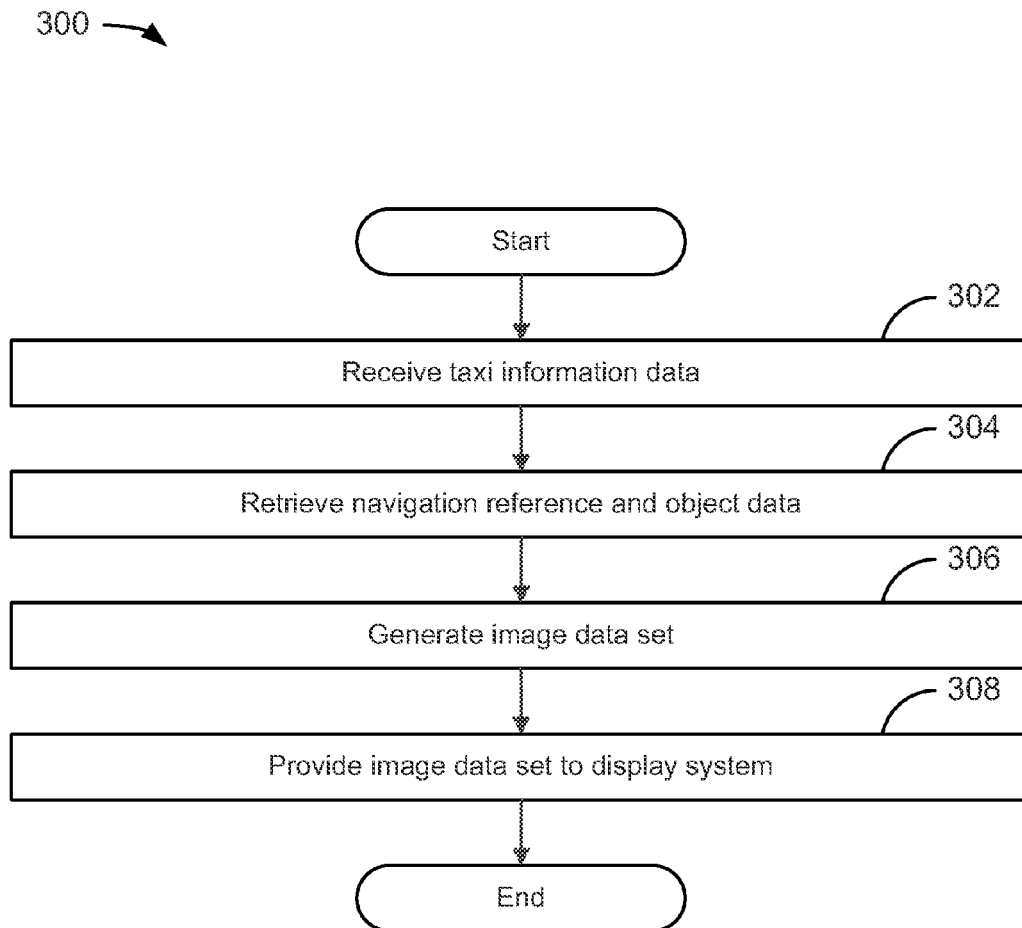 300
Start
302
Receive taxi information data
304
Retrieve navigation reference and object data
306
Generate image data set
308
Provide image data set to display system
End